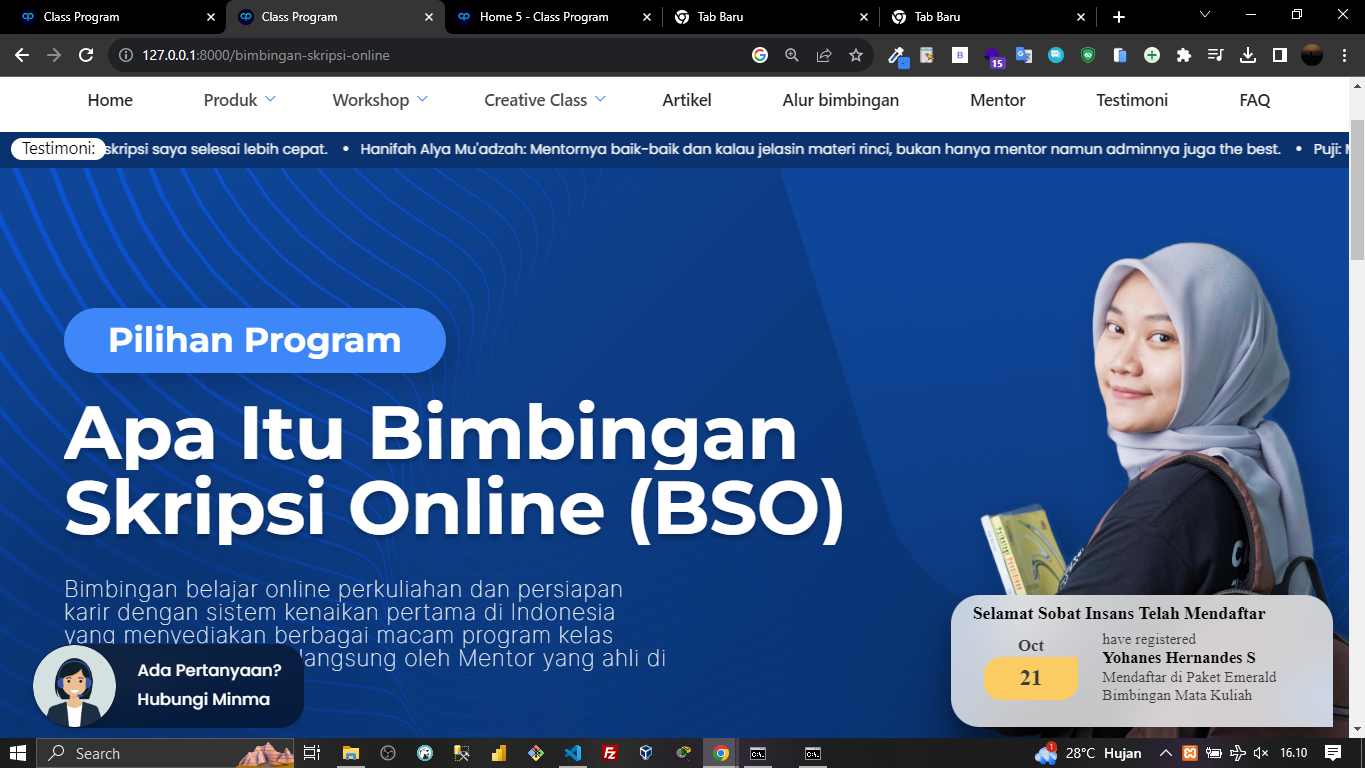 Class Program
Class Program
Home 5 - Class Program
Tab Baru
Tab Baru
127.0.0.1:8000/bimbingan-skripsi-online
15
Home
Produk
Workshop
Creative Class
Artikel
Alur bimbingan
Mentor
Testimoni
FAQ
Testimoni: skripsi saya selesai lebih cepat. • Hanifah Alya Mu'adzah: Mentornya baik-baik dan kalau jelasin materi rinci, bukan hanya mentor namun adminnya juga the best. • Puji:
Pilihan Program
Apa Itu Bimbingan
Skripsi Online (BSO)
Bimbingan belajar online perkuliahan dan persiapan
karir dengan sistem kenaikan pertama di Indonesia
yang menyediakan berbagai macam program kelas
langsung oleh Mentor yang ahli di
Ada Pertanyaan?
Hubungi Minma
Selamat Sobat Insans Telah Mendaftar
Oct
21
have registered
Yohanes Hernandes S
Mendaftar di Paket Emerald
Bimbingan Mata Kuliah
Search
1
28°C Hujan
16.10